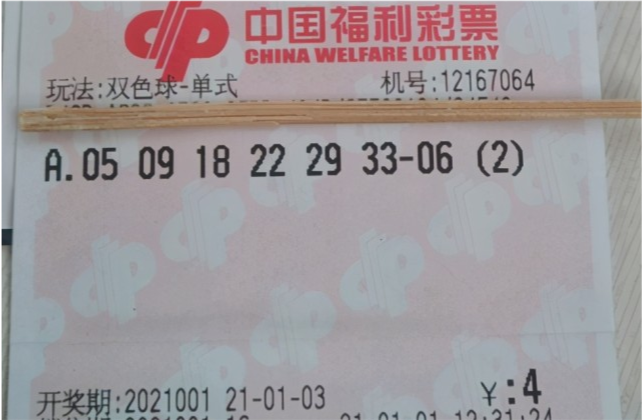 中国福利彩票
CHINA WELFARE LOTTERY
玩法:双色球-单式 机号:12167064
A.05 09 18 22 29 33-06 (2)
开奖期:2021001 21-01-03 ¥:4